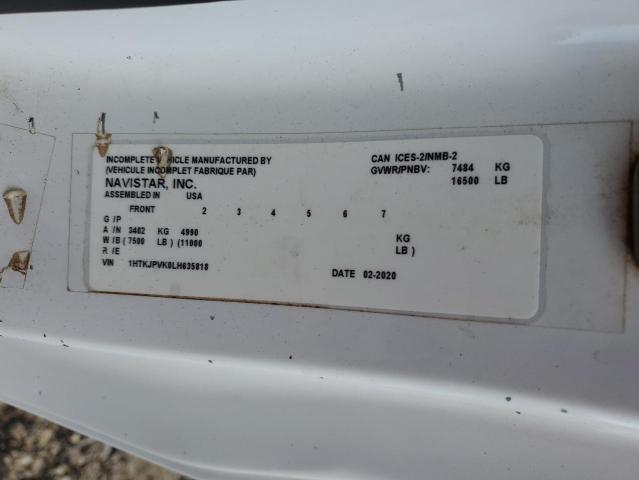 INCOMPLETE VEHICLE MANUFACTURED BY
(VEHICULE INCOMPLET FABRIQUE PAR)
NAVISTAR, INC.
ASSEMBLED IN USA
CAN ICES-2/NMB-2
GVWR/PNBV: 7484 KG
16500 LB
FRONT 2 3 4 5 6 7
G /P
A /N 3402 KG 4990 KG
W /B ( 7500 LB ) (11000 LB )
R /E
VIN 1HTKJPVK0LH635818
DATE 02-2020